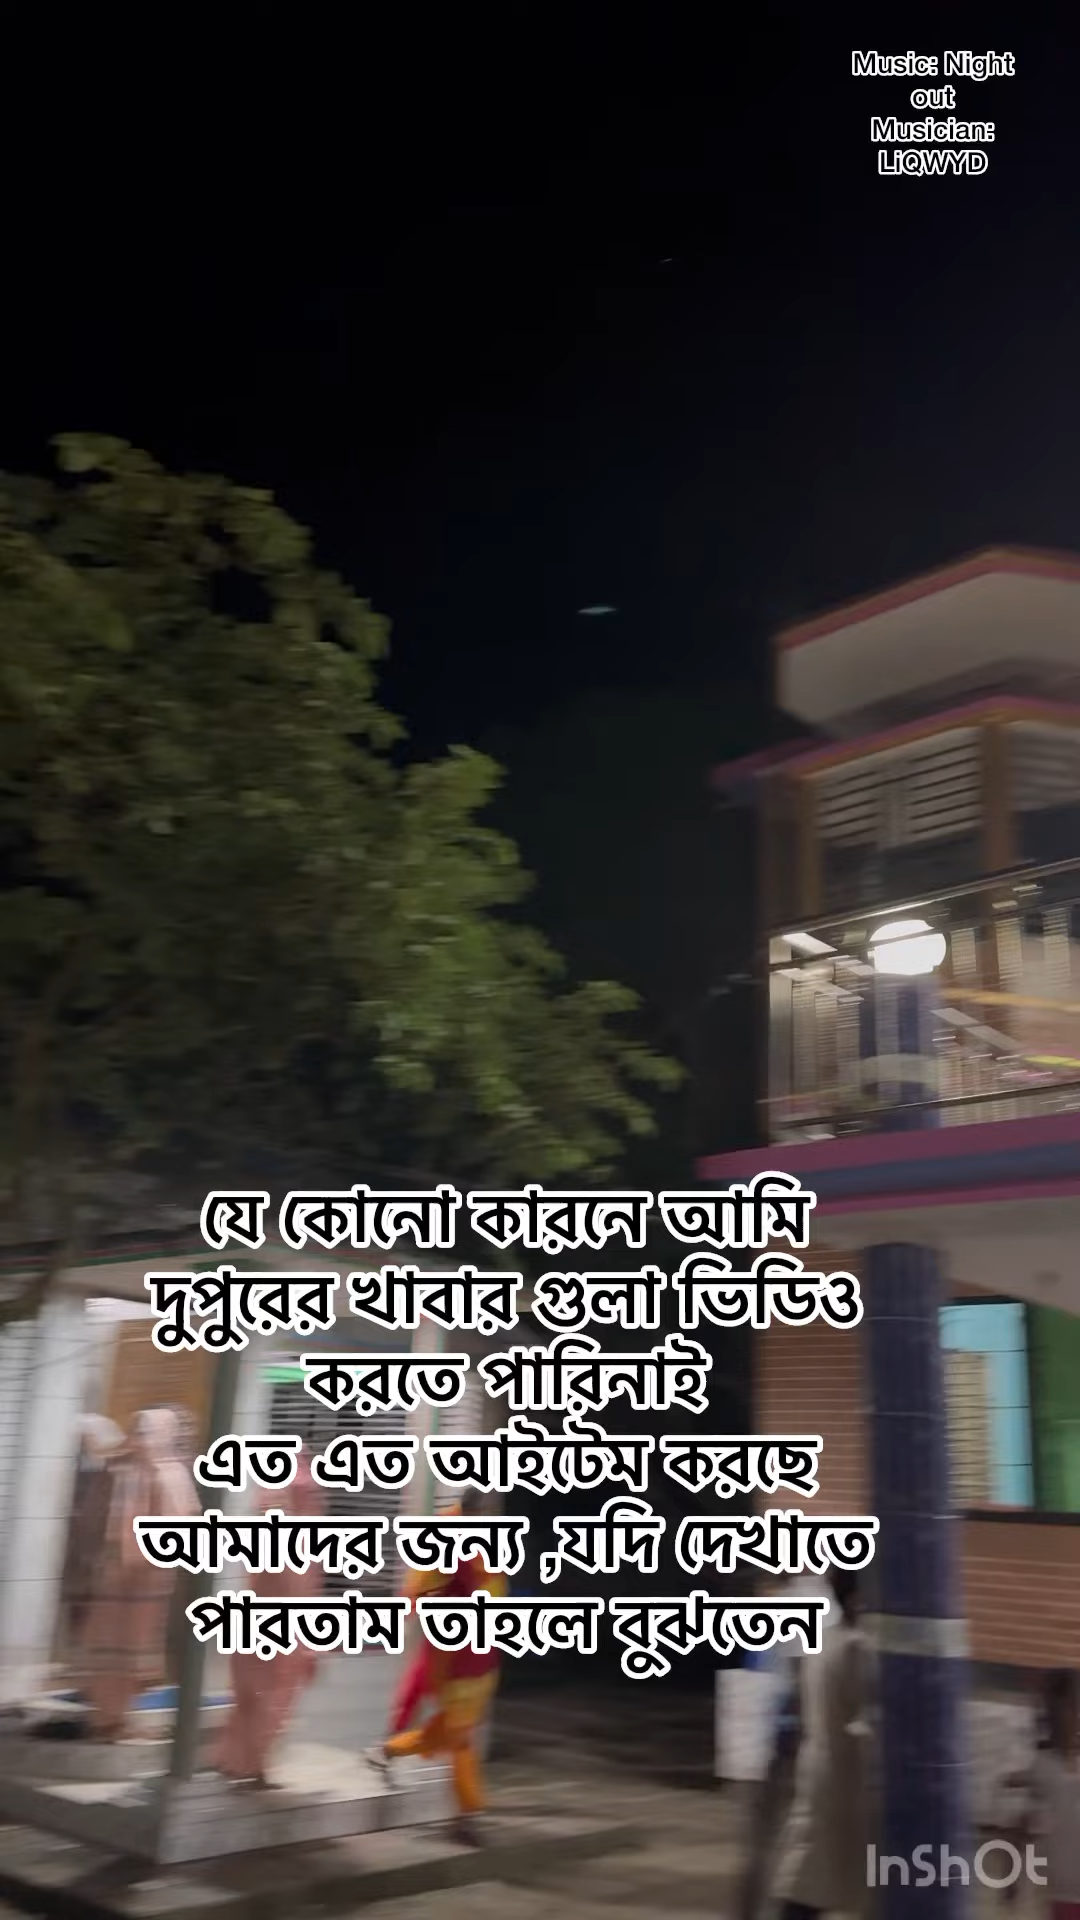 Music: Night
out
Musician:
LiQWYD
যে কোনো কারনে আমি
দুপুরের খাবার গুলা ভিডিও
করতে পারিনাই
এত এত আইটেম করছে
আমাদের জন্য ,যদি দেখাতে
পারতাম তাহলে বুঝতেন
InShOt